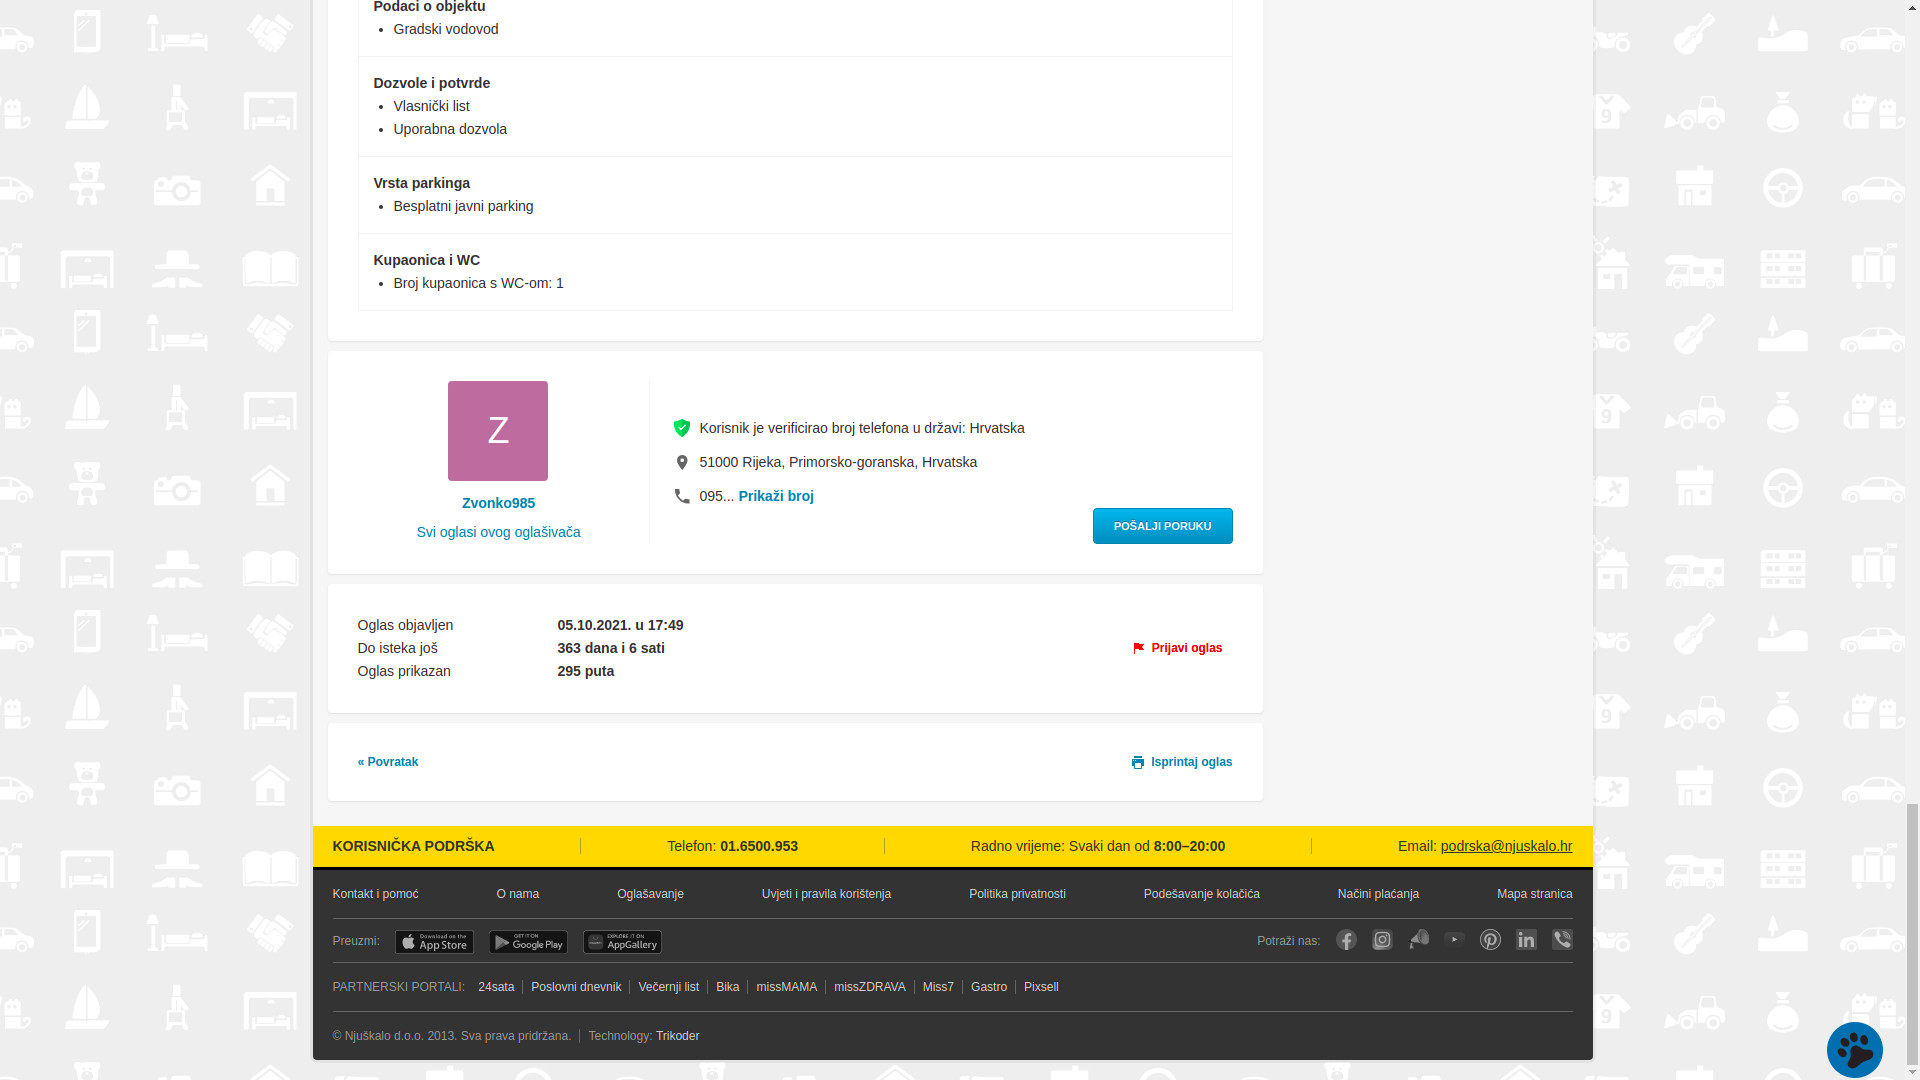 Podaci o objektu
Gradski vodovod
Dozvole i potvrde
Vlasnički list
Uporabna dozvola
Vrsta parkinga
Besplatni javni parking
Kupaonica i WC
Broj kupaonica s WC-om: 1
Z
Zvonko985
Svi oglasi ovog oglašivača
Korisnik je verificirao broj telefona u državi: Hrvatska
51000 Rijeka, Primorsko-goranska, Hrvatska
095... Prikaži broj
POŠALJI PORUKU
Oglas objavljen 05.10.2021. u 17:49
Do isteka još 363 dana i 6 sati
Oglas prikazan 295 puta
Prijavi oglas
« Povratak
Isprintaj oglas
KORISNIČKA PODRŠKA Telefon: 01.6500.953 Radno vrijeme: Svaki dan od 8:00–20:00 Email: podrska@njuskalo.hr
Kontakt i pomoć O nama Oglašavanje Uvjeti i pravila korištenja Politika privatnosti Podešavanje kolačića Načini plaćanja Mapa stranica
Preuzmi: Download on the App Store GET IT ON Google Play EXPLORE IT ON AppGallery Potraži nas:
PARTNERSKI PORTALI: 24sata Poslovni dnevnik Večernji list Bika missMAMA missZDRAVA Miss7 Gastro Pixsell
© Njuškalo d.o.o. 2013. Sva prava pridržana. Technology: Trikoder